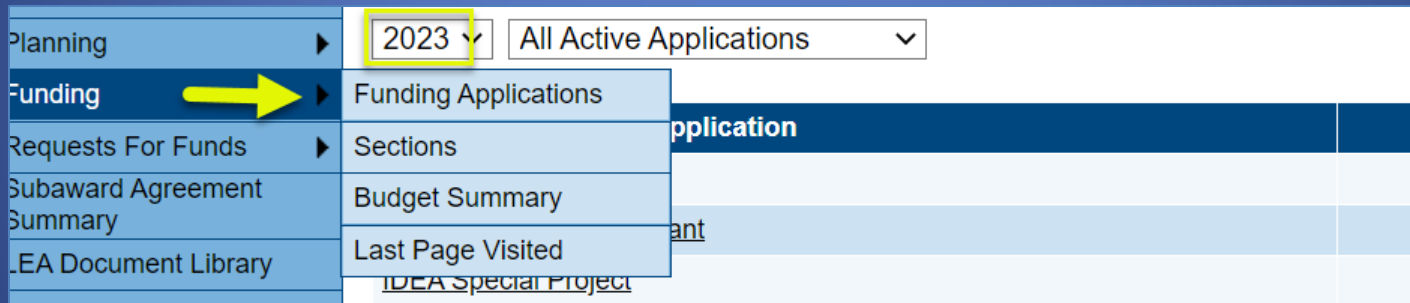 Planning
2023 All Active Applications
Funding
Funding Applications
pplication
Requests For Funds
Sections
Subaward Agreement
Summary
Budget Summary
ant
LEA Document Library
Last Page Visited
IDEA Special Project